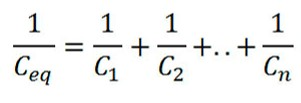 1/C_eq = 1/C_1 + 1/C_2 +..+ 1/C_n